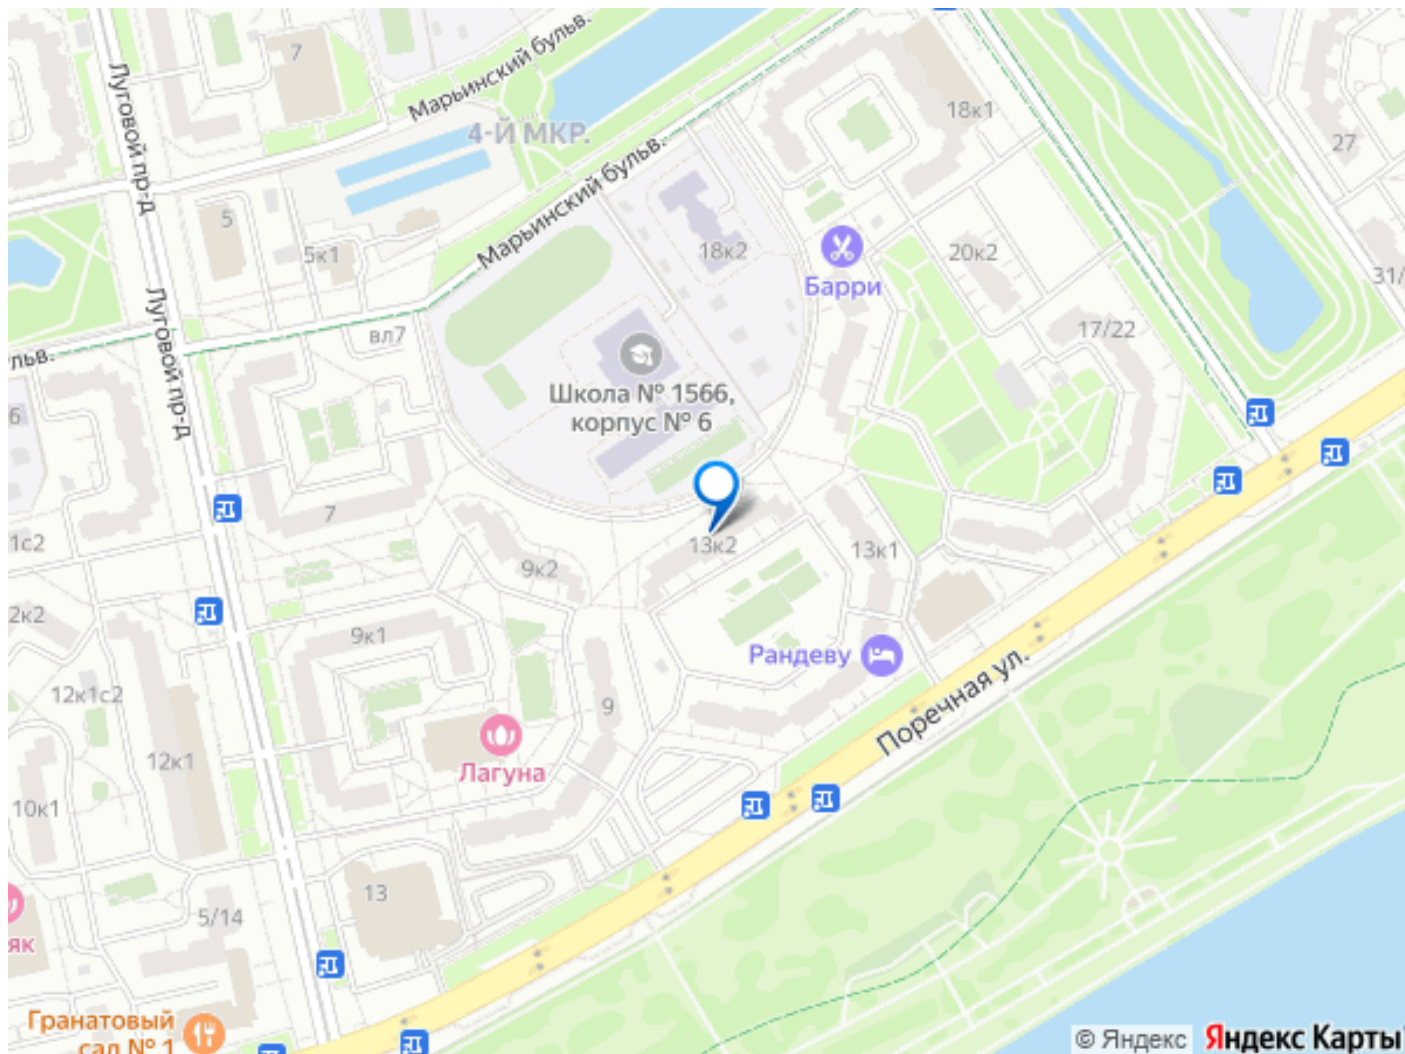 7
Марьинский бульв.
Луговой пр-д
4-Й МКР.
18к1
27
5
5к1
Марьинский бульв.
18к2
Барри
20к2
31/
Луговой пр-д
вл7
17/22
льв.
6
Школа № 1566,
корпус № 6
7
1с2
9к2
13к2
13к1
2к2
9к1
Рандеву
12к1с2
9
Поречная ул.
12к1
Лагуна
10к1
13
5/14
як
Гранатовый
сад № 1
© Яндекс
Яндекс Карты